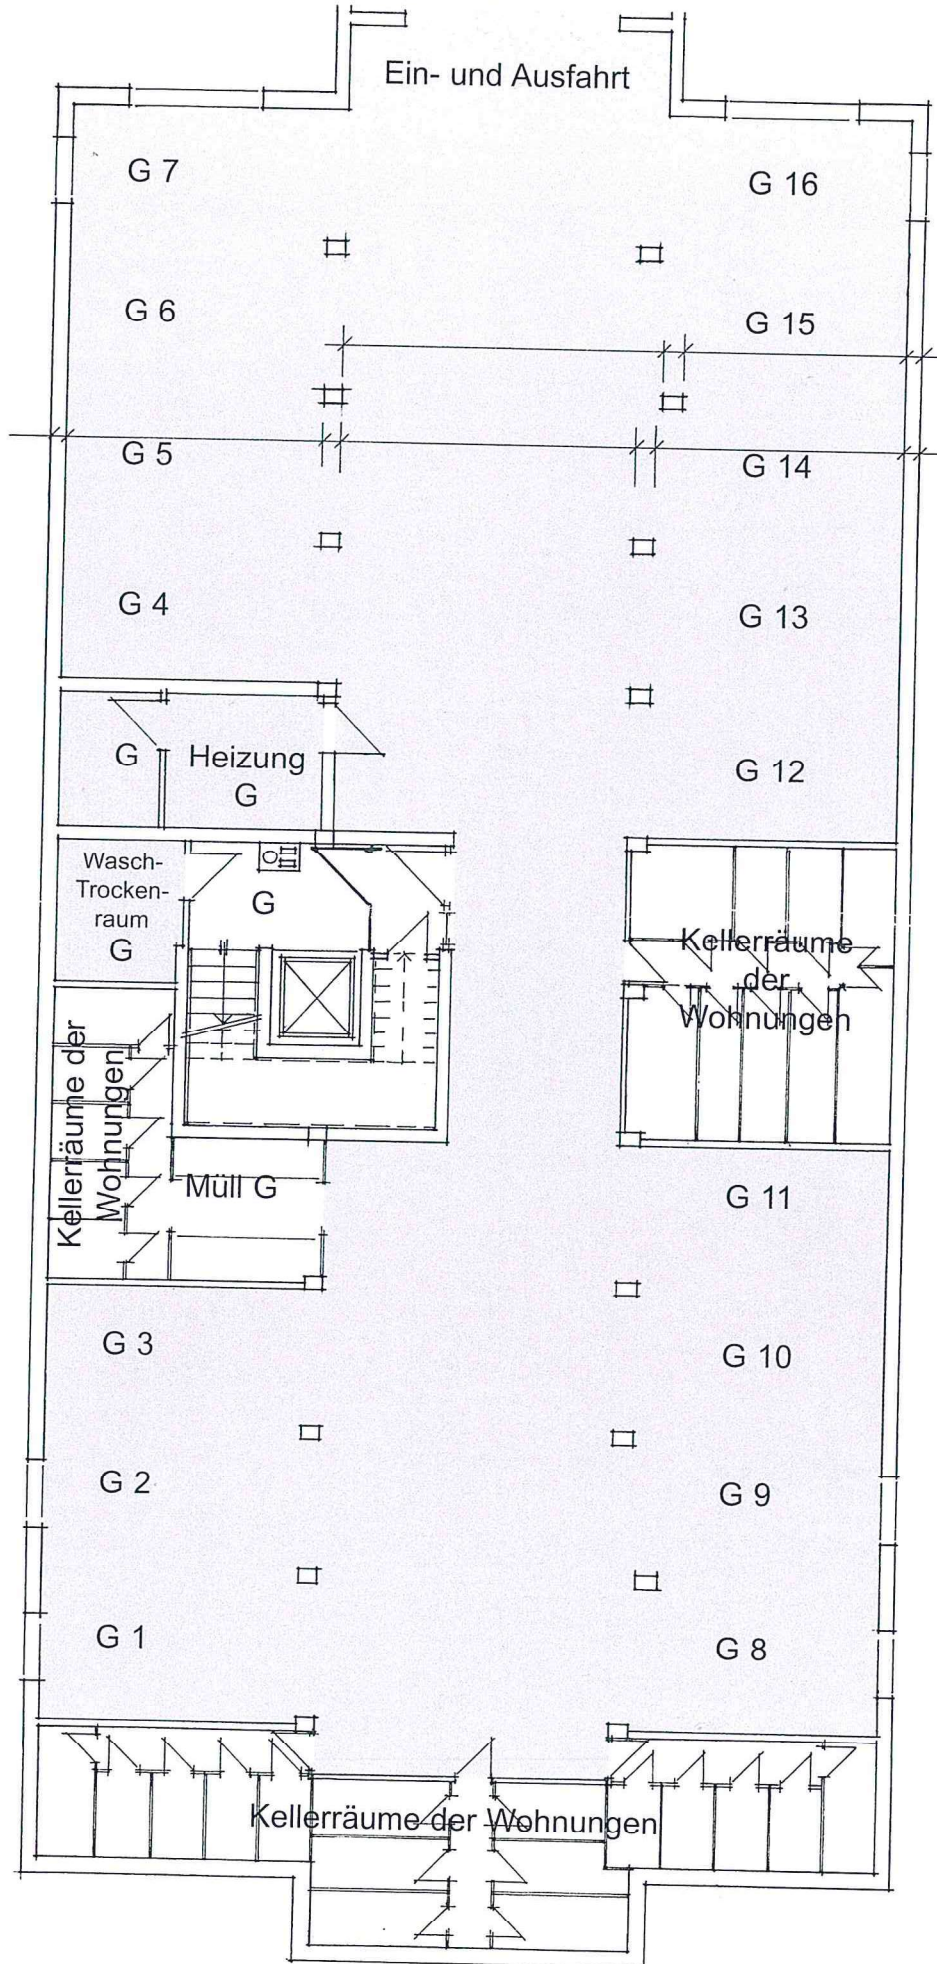 Ein- und Ausfahrt
G 7
G 16
G 6
G 15
G 5
G 14
G 4
G 13
G
Heizung
G
G 12
Wasch-
Trocken-
raum
G
G
Kellerräume
der
Wohnungen
Kellerräume der
Wohnungen
Müll G
G 11
G 3
G 10
G 2
G 9
G 1
G 8
Kellerräume der Wohnungen